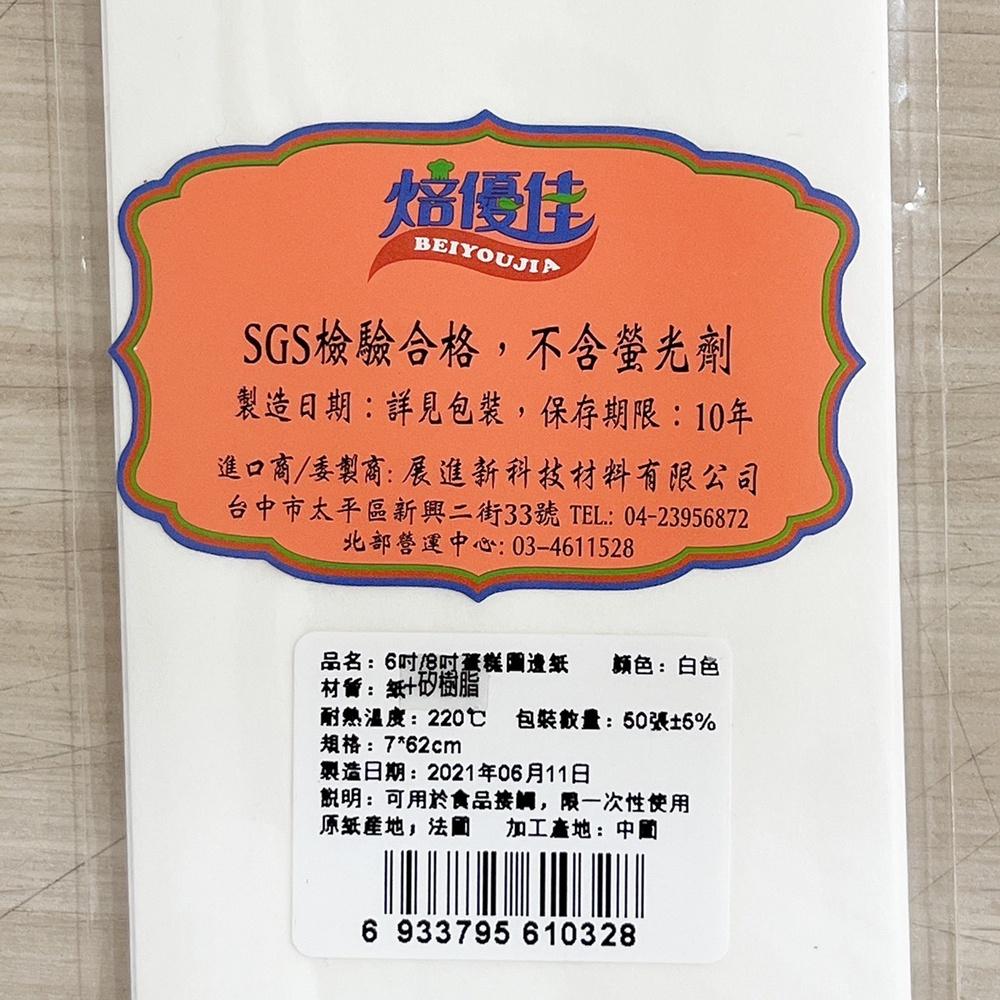 焙優佳
BEIYOUJIA
SGS檢驗合格，不含螢光劑
製造日期：詳見包裝，保存期限：10年
進口商/委製商: 展進新科技材料有限公司
台中市太平區新興二街33號 TEL.: 04-23956872
北部營運中心: 03-4611528
品名：6吋/8吋蛋糕圍邊紙 顏色：白色
材質：紙+矽樹脂
耐熱溫度：220℃ 包裝數量：50張±5%
規格：7*62cm
製造日期：2021年06月11日
說明：可用於食品接觸，限一次性使用
原紙產地；法國 加工產地：中國
6 933795 610328